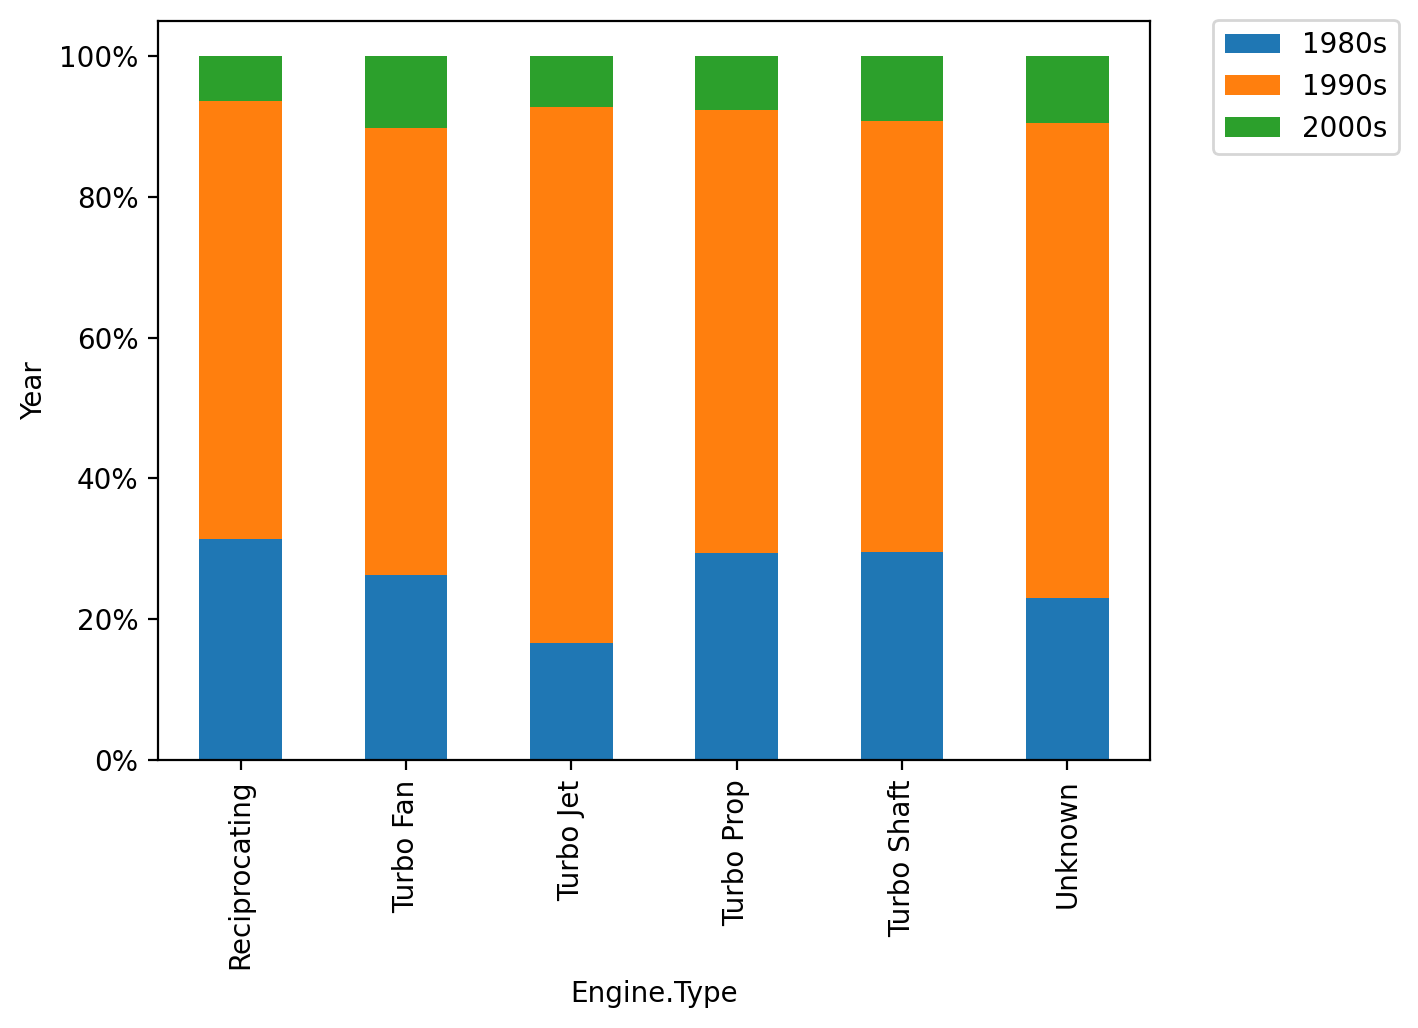 100%
80%
60%
40%
20%
0%
Year
Reciprocating
Turbo Fan
Turbo Jet
Turbo Prop
Turbo Shaft
Unknown
Engine.Type
1980s
1990s
2000s